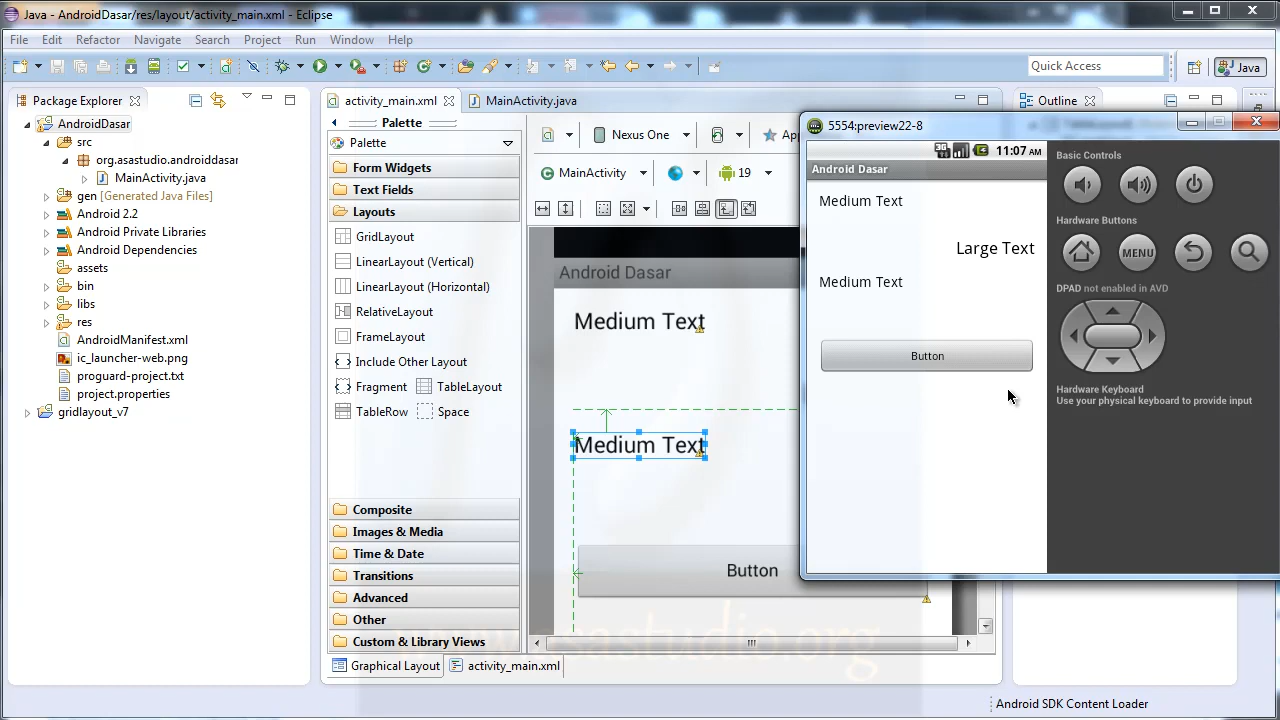 Java - AndroidDasar/res/layout/activity_main.xml - Eclipse
File Edit Refactor Navigate Search Project Run Window Help
Quick Access
Java
Package Explorer
AndroidDasar
src
org.asastudio.androiddasar
MainActivity.java
gen [Generated Java Files]
Android 2.2
Android Private Libraries
Android Dependencies
assets
bin
libs
res
AndroidManifest.xml
ic_launcher-web.png
proguard-project.txt
project.properties
gridlayout_v7
activity_main.xml
MainActivity.java
Palette
Palette
Form Widgets
Text Fields
Layouts
GridLayout
LinearLayout (Vertical)
LinearLayout (Horizontal)
RelativeLayout
FrameLayout
Include Other Layout
Fragment TableLayout
TableRow Space
Composite
Images & Media
Time & Date
Transitions
Advanced
Other
Custom & Library Views
Graphical Layout
activity_main.xml
Nexus One
App
MainActivity
19
Android Dasar
Medium Text
Medium Text
Button
Outline
5554:preview22-8
3G
11:07 AM
Android Dasar
Medium Text
Large Text
Medium Text
Button
Basic Controls
Hardware Buttons
MENU
DPAD not enabled in AVD
Hardware Keyboard
Use your physical keyboard to provide input
asastudio.org
Android SDK Content Loader